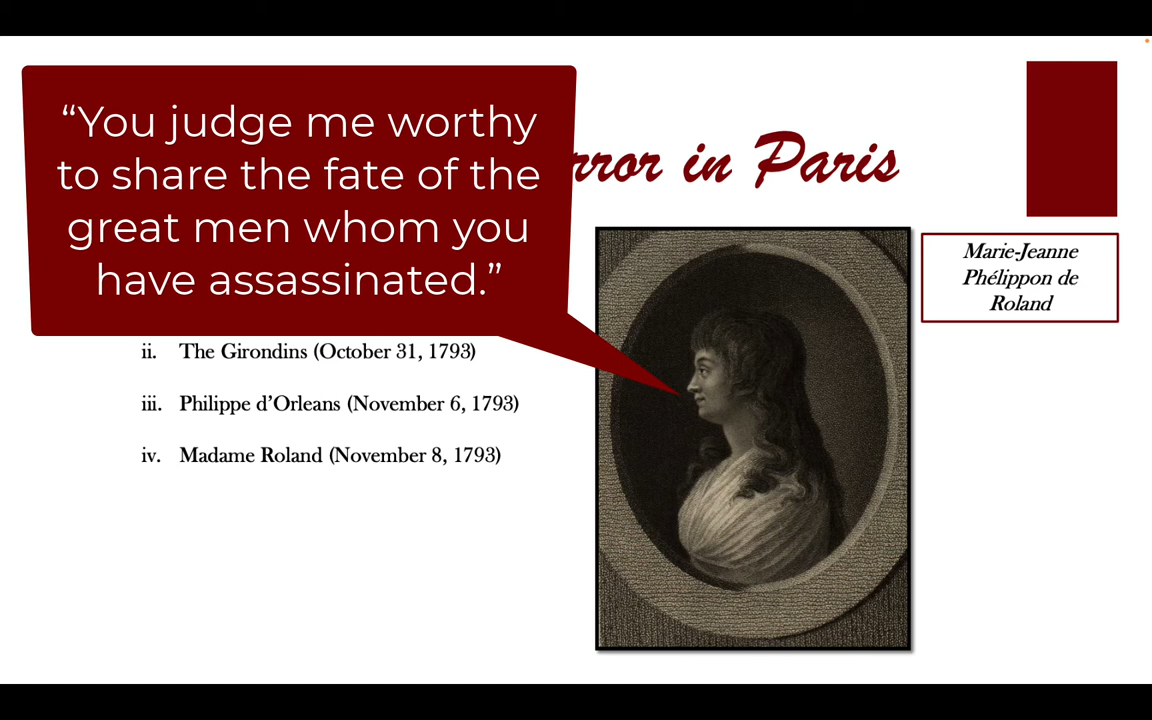 “You judge me worthy
to share the fate of the
great men whom you
have assassinated.”
in Paris
Marie-Jeanne
Phélippon de
Roland
ii. The Girondins (October 31, 1793)
iii. Philippe d’Orleans (November 6, 1793)
iv. Madame Roland (November 8, 1793)